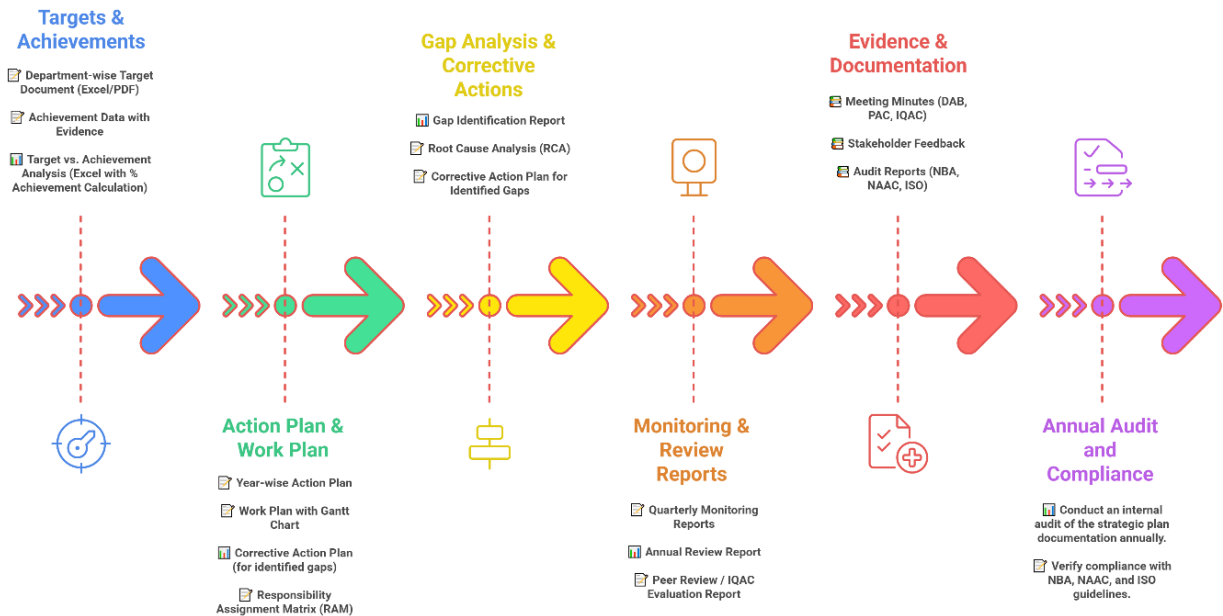 Targets &
Achievements
Department-wise Target
Document (Excel/PDF)
Achievement Data with
Evidence
Target vs. Achievement
Analysis (Excel with %
Achievement Calculation)
Action Plan &
Work Plan
Year-wise Action Plan
Work Plan with Gantt
Chart
Corrective Action Plan
(for identified gaps)
Responsibility
Assignment Matrix (RAM)
Gap Analysis &
Corrective
Actions
Gap Identification Report
Root Cause Analysis (RCA)
Corrective Action Plan for
Identified Gaps
Monitoring &
Review
Reports
Quarterly Monitoring
Reports
Annual Review Report
Peer Review / IQAC
Evaluation Report
Evidence &
Documentation
Meeting Minutes (DAB,
PAC, IQAC)
Stakeholder Feedback
Audit Reports (NBA,
NAAC, ISO)
Annual Audit
and
Compliance
Conduct an internal
audit of the strategic plan
documentation annually.
Verify compliance with
NBA, NAAC, and ISO
guidelines.